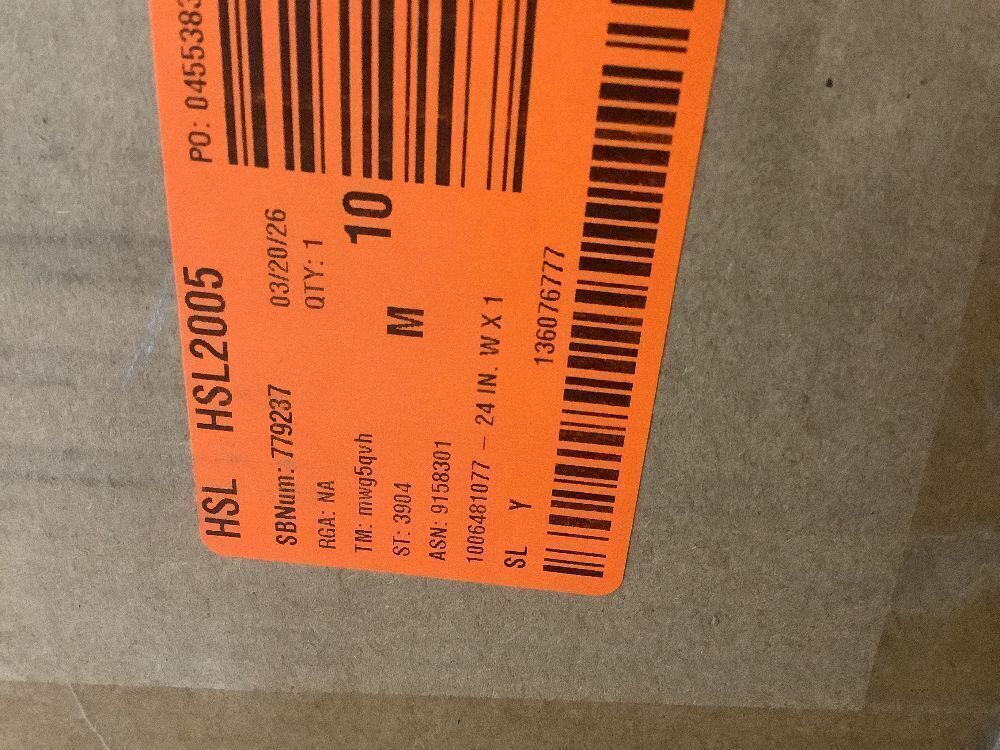 HSL HSL2005
PO: 0455383
SBNum: 779237 03/20/26
RGA: NA QTY: 1
TM: mwg5qvh
10
ST: 3904 M
ASN: 9158301
1006481077 - 24 IN. W X 1
SL Y
1360767777